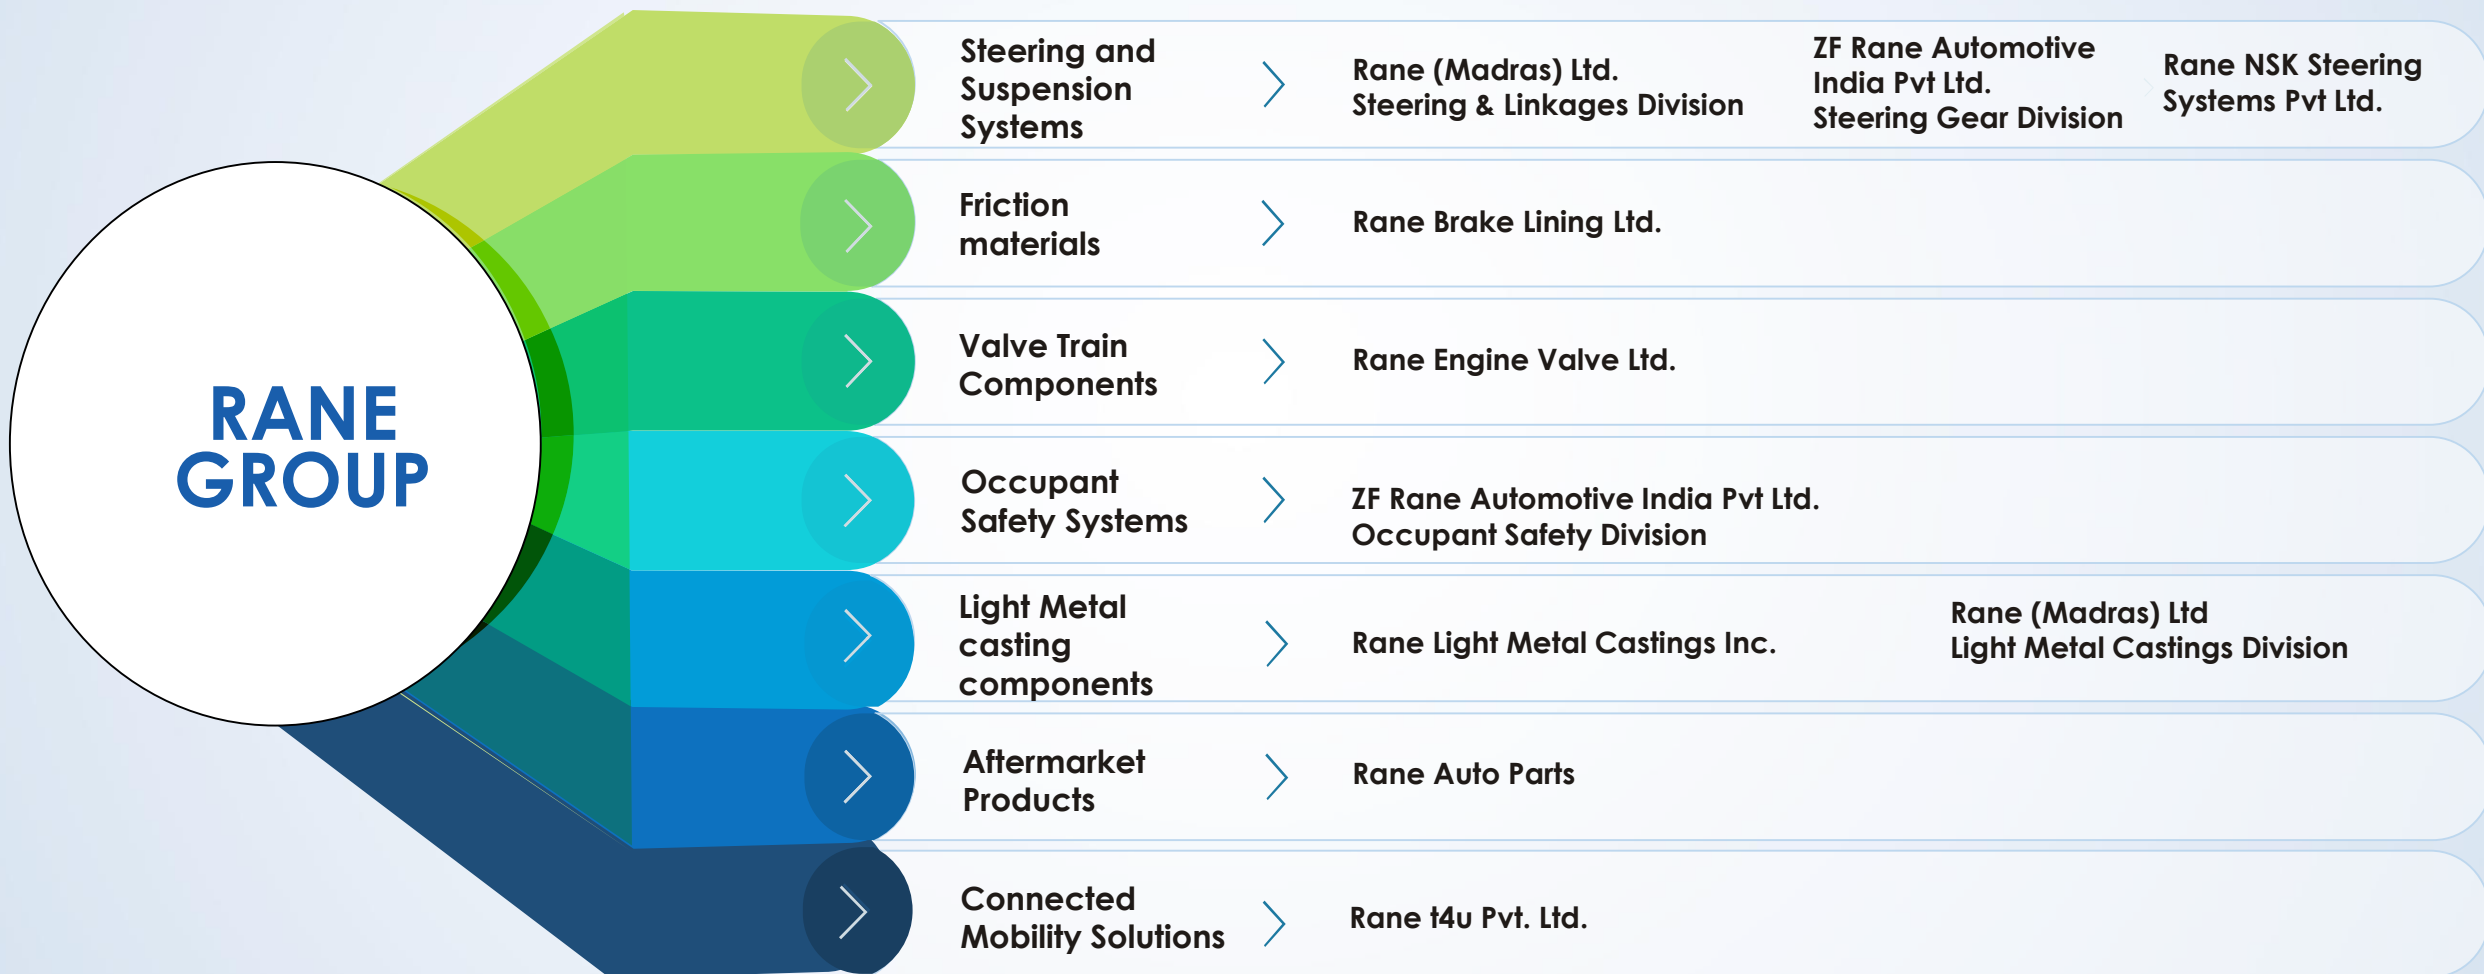 RANE
GROUP
Steering and
Suspension
Systems
Rane (Madras) Ltd.
Steering & Linkages Division
ZF Rane Automotive
India Pvt Ltd.
Steering Gear Division
Rane NSK Steering
Systems Pvt Ltd.
Friction
materials
Rane Brake Lining Ltd.
Valve Train
Components
Rane Engine Valve Ltd.
Occupant
Safety Systems
ZF Rane Automotive India Pvt Ltd.
Occupant Safety Division
Light Metal
casting
components
Rane Light Metal Castings Inc.
Rane (Madras) Ltd
Light Metal Castings Division
Aftermarket
Products
Rane Auto Parts
Connected
Mobility Solutions
Rane t4u Pvt. Ltd.